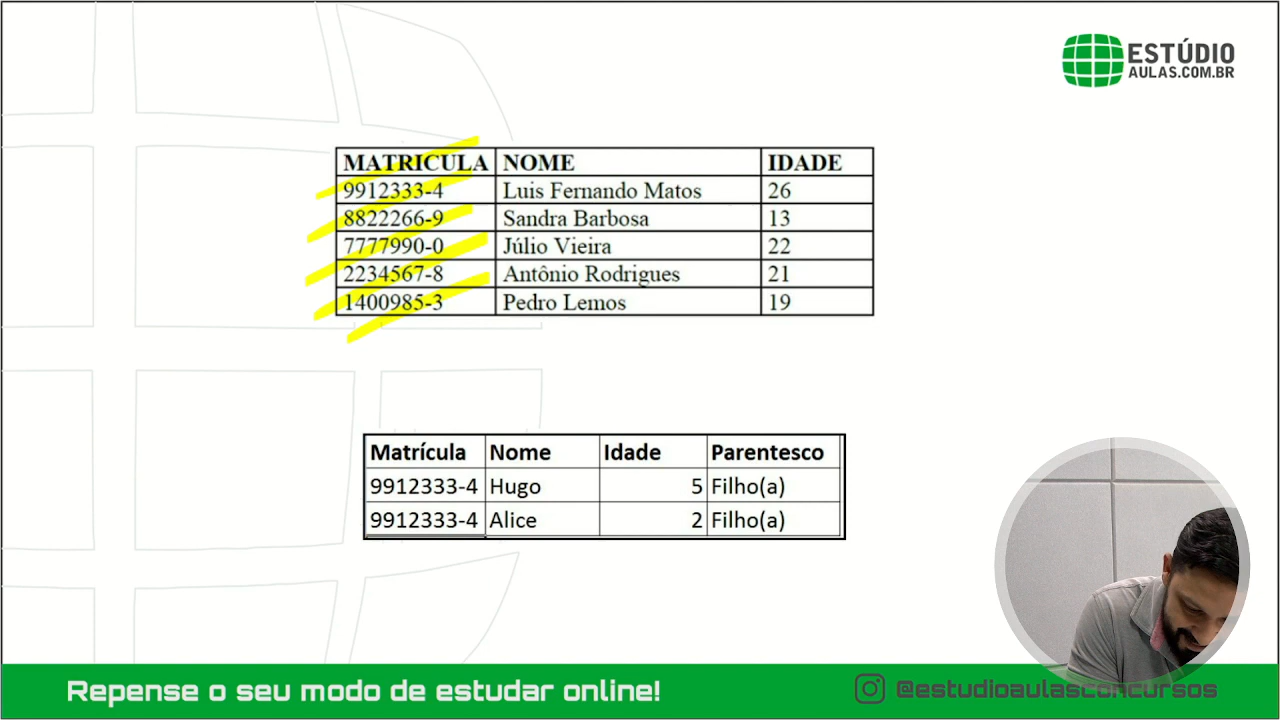 ESTÚDIO
AULAS.COM.BR
MATRICULA NOME IDADE
9912333-4 Luis Fernando Matos 26
8822266-9 Sandra Barbosa 13
7777990-0 Júlio Vieira 22
2234567-8 Antônio Rodrigues 21
1400985-3 Pedro Lemos 19
Matrícula Nome Idade Parentesco
9912333-4 Hugo 5 Filho(a)
9912333-4 Alice 2 Filho(a)
Repense o seu modo de estudar online!
@estudioaulasconcursos